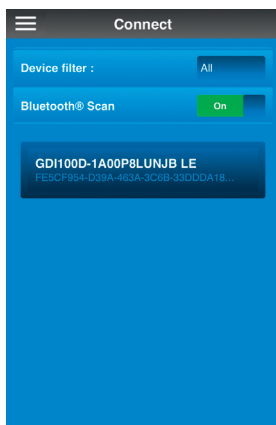 Connect
Device filter : All
Bluetooth® Scan On
GDI100D-1A00P8LUNJB LE
FE5CF954-D39A-463A-3C6B-33DDDA18...